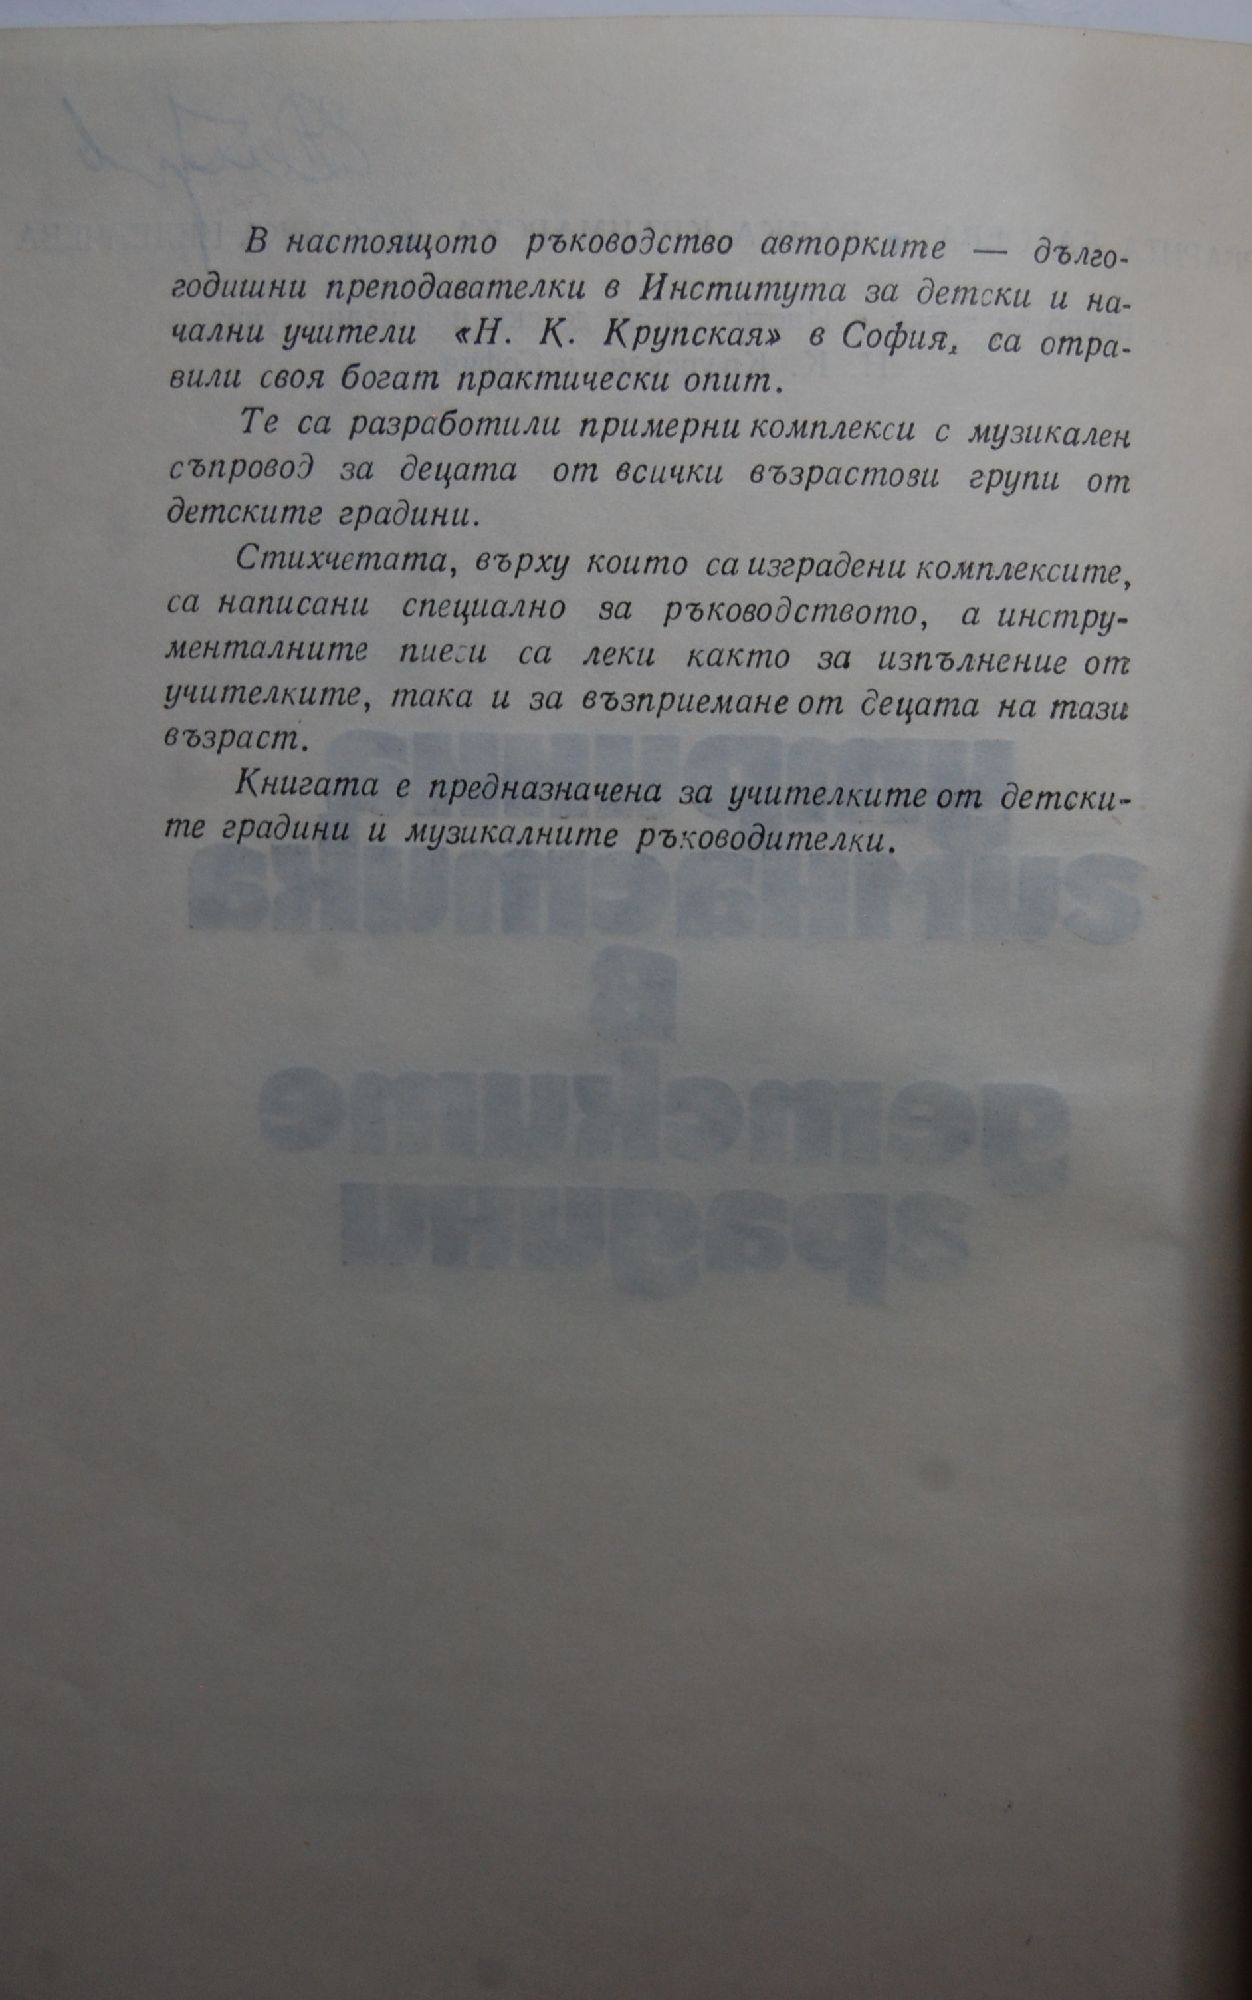 В настоящото ръководство авторките — дълго-
годишни преподавателки в Института за детски и на-
чални учители «Н. К. Крупская» в София, са отра-
вили своя богат практически опит.
Те са разработили примерни комплекси с музикален
съпровод за децата от всички възрастови групи от
детските градини.
Стихчетата, върху които са изградени комплексите,
са написани специално за ръководството, а инстру-
менталните пиеси са леки както за изпълнение от
учителките, така и за възприемане от децата на тази
възраст.
Книгата е предназначена за учителките от детски-
те градини и музикалните ръководителки.
утринна
гимнастика
в
детските
градини